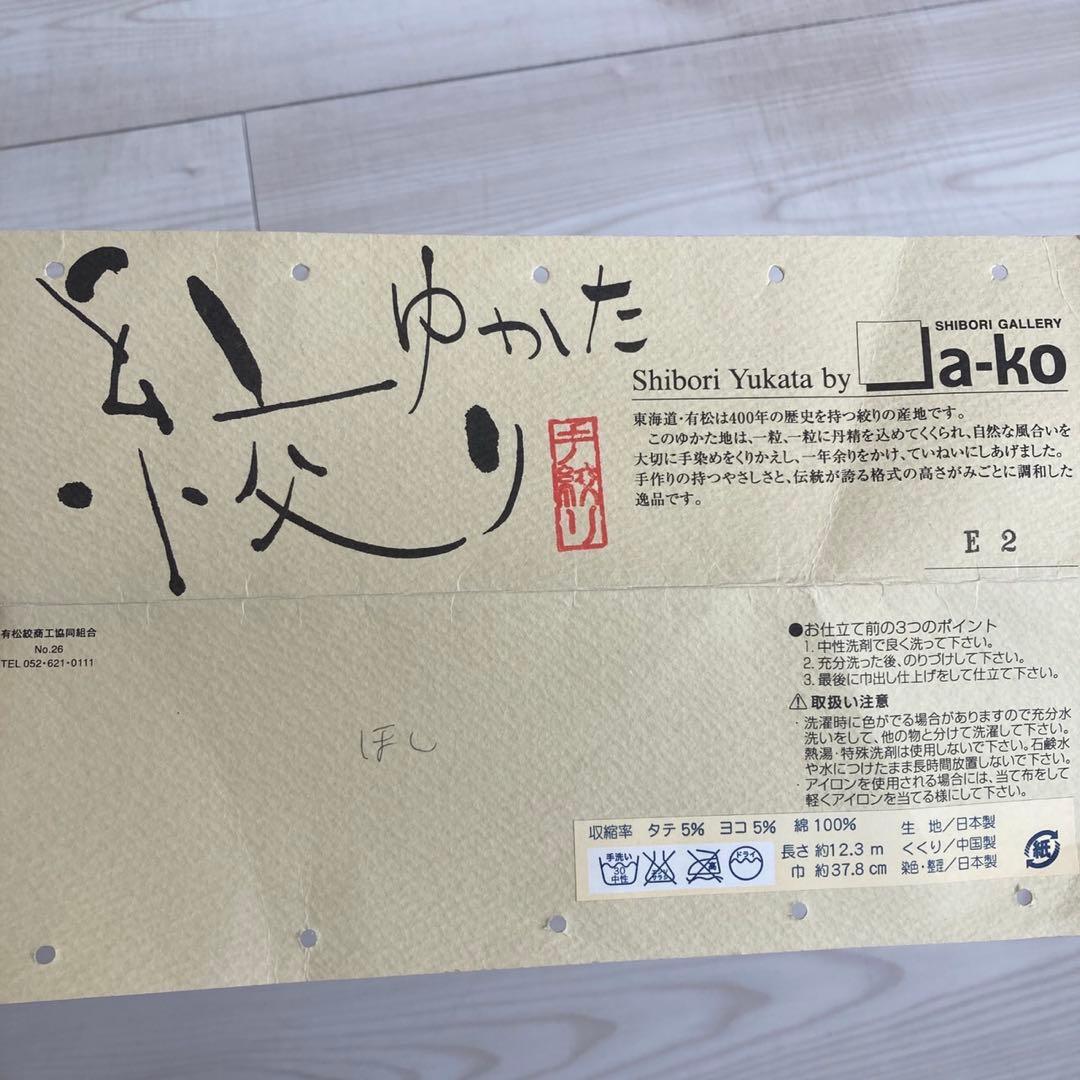 絞り
ゆかた
手絞り
SHIBORI GALLERY
Shibori Yukata by a-ko
東海道・有松は400年の歴史を持つ絞りの産地です。
このゆかた地は、一粒、一粒に丹精を込めてくくられ、自然な風合いを
大切に手染めをくりかえし、一年余りをかけ、ていねいにしあげました。
手作りの持つやさしさと、伝統が誇る格式の高さがみごとに調和した
逸品です。
E 2
有松絞商工協同組合
No.26
TEL 052・621・0111
ほし
●お仕立て前の3つのポイント
1. 中性洗剤で良く洗って下さい。
2. 充分洗った後、のりづけして下さい。
3. 最後に巾出し仕上げをして仕立て下さい。
⚠取扱い注意
・洗濯時に色がでる場合がありますので充分水
洗いをして、他の物と分けて洗濯して下さい。
熱湯・特殊洗剤は使用しないで下さい。石鹸水
や水につけたまま長時間放置しないで下さい。
・アイロンを使用される場合には、当て布をして
軽くアイロンを当てる様にして下さい。
収縮率 タテ5% ヨコ5% 綿100%
手洗い
30
中性
エンソ
サラシ
高
ドライ
長さ 約12.3 m
巾 約37.8 cm
生 地/日本製
くくり/中国製
染色・整理/日本製
紙